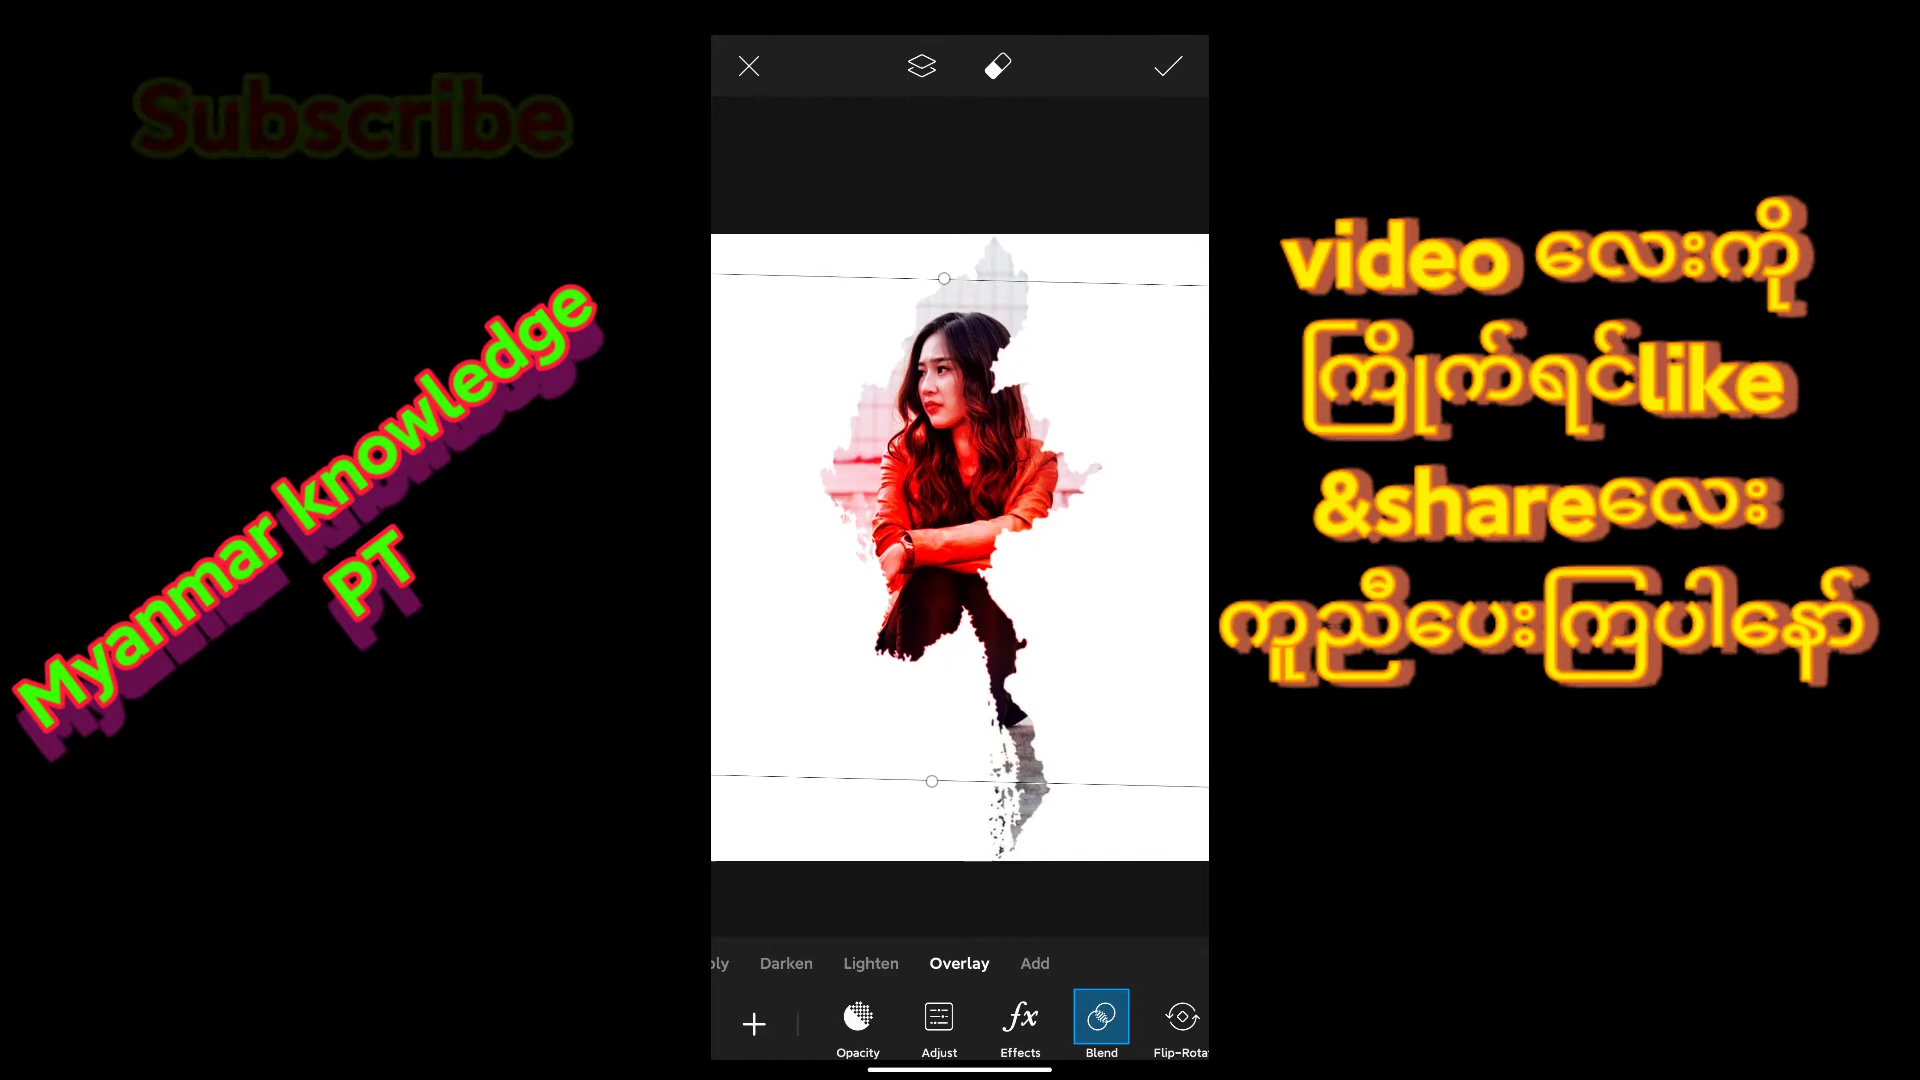 Subscribe
Myanmar knowledge
PT
video လေးကို
ကြိုက်ရင်like
&shareလေး
ကူညီပေးကြပါနော်
ply Darken Lighten Overlay Add
Opacity Adjust fx Effects Blend Flip-Rota